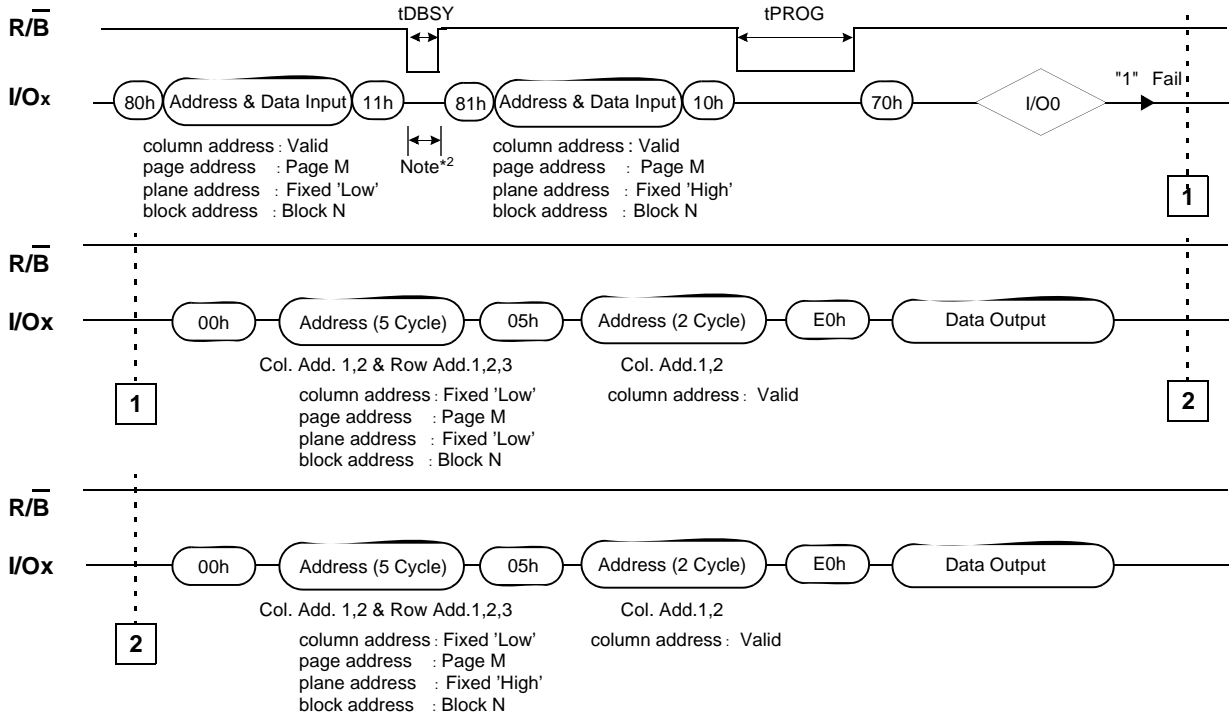 tDBSY tPROG
R/B
I/Ox 80h Address & Data Input 11h 81h Address & Data Input 10h 70h I/O0 "1" Fail
column address : Valid column address : Valid
page address : Page M Note*2 page address : Page M
plane address : Fixed 'Low' plane address : Fixed 'High'
block address : Block N block address : Block N
1
R/B
I/Ox 00h Address (5 Cycle) 05h Address (2 Cycle) E0h Data Output
Col. Add. 1,2 & Row Add.1,2,3 Col. Add.1,2
column address : Fixed 'Low' column address : Valid
1 page address : Page M 2
plane address : Fixed 'Low'
block address : Block N
R/B
I/Ox 00h Address (5 Cycle) 05h Address (2 Cycle) E0h Data Output
Col. Add. 1,2 & Row Add.1,2,3 Col. Add.1,2
2 column address : Fixed 'Low' column address : Valid
page address : Page M
plane address : Fixed 'High'
block address : Block N